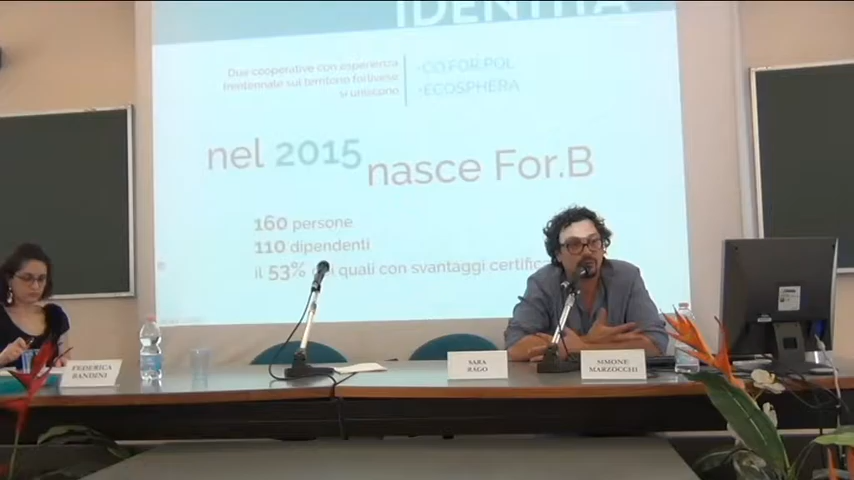 IDENTITÀ
Due cooperative con esperienza
trentennale sul territorio forlivese
si uniscono
•CO.FOR.POL
•ECOSPHERA
nel 2015
nasce For.B
160 persone
110 dipendenti
il 53% quali con svantaggi
FEDERICA
BANDINI
SARA
RAGO
SIMONE
MARZOCCHI